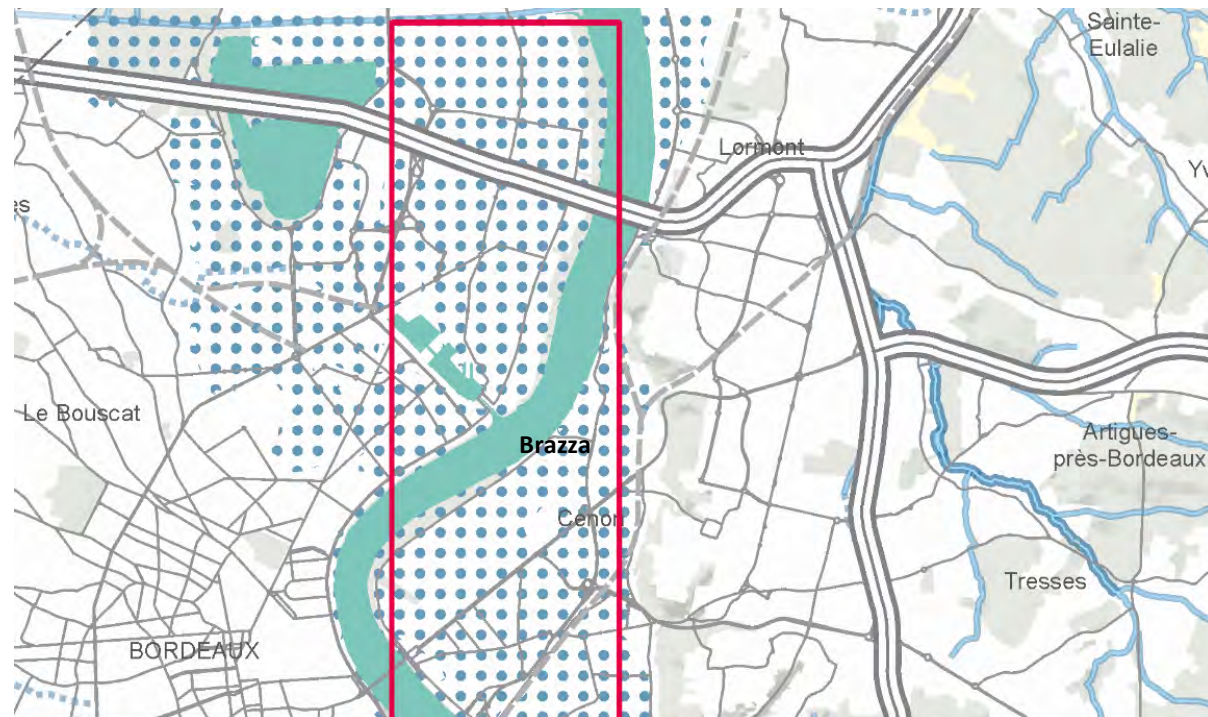 Sainte-
Eulalie
Lormont
Le Bouscat
Brazza
Artigues-
près-Bordeaux
Cenon
Tresses
BORDEAUX